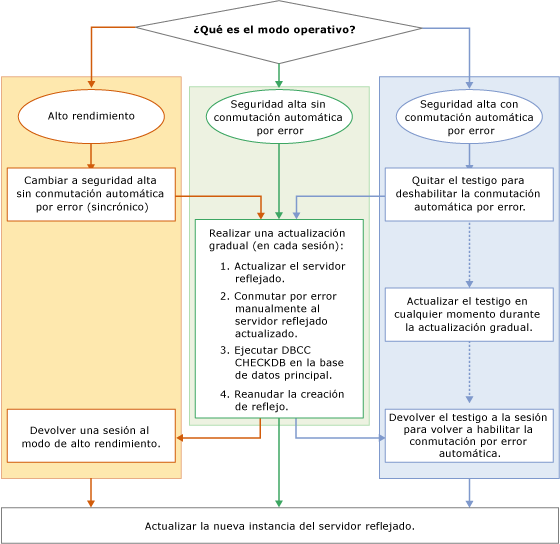 ¿Qué es el modo operativo?
Alto rendimiento
Seguridad alta sin
conmutación automática
por error
Seguridad alta con
conmutación automática
por error
Cambiar a seguridad alta
sin conmutación automática
por error (sincrónico)
Quitar el testigo para
deshabilitar la conmutación
automática por error.
Realizar una actualización
gradual (en cada sesión):
1. Actualizar el servidor
reflejado.
2. Conmutar por error
manualmente al
servidor reflejado
actualizado.
3. Ejecutar DBCC
CHECKDB en la base
de datos principal.
4. Reanudar la creación
de reflejo.
Actualizar el testigo en
cualquier momento durante
la actualización gradual.
Devolver una sesión al
modo de alto rendimiento.
Devolver el testigo a la sesión
para volver a habilitar la
conmutación por error
automática.
Actualizar la nueva instancia del servidor reflejado.